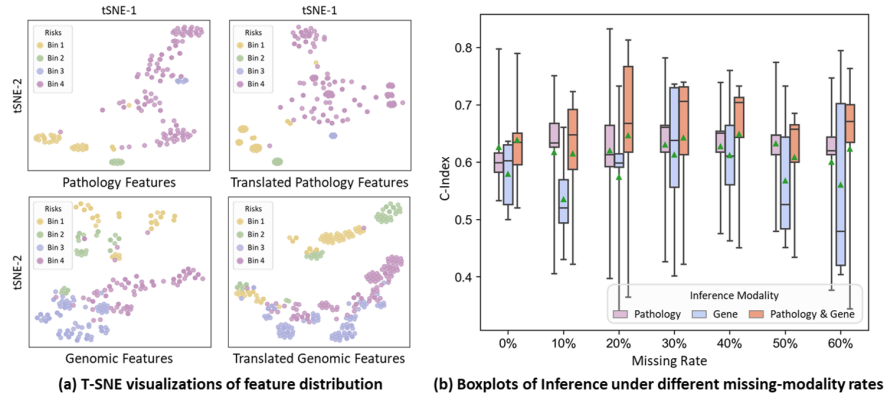 tSNE-1
tSNE-1
Risks
Bin 1
Bin 2
Bin 3
Bin 4
Risks
Bin 1
Bin 2
Bin 3
Bin 4
tSNE-2
Pathology Features
Translated Pathology Features
Risks
Bin 1
Bin 2
Bin 3
Bin 4
Risks
Bin 1
Bin 2
Bin 3
Bin 4
tSNE-2
Genomic Features
Translated Genomic Features
(a) T-SNE visualizations of feature distribution
0.8
0.7
0.6
0.5
0.4
C-Index
Inference Modality
Pathology Gene Pathology & Gene
0% 10% 20% 30% 40% 50% 60%
Missing Rate
(b) Boxplots of Inference under different missing-modality rates